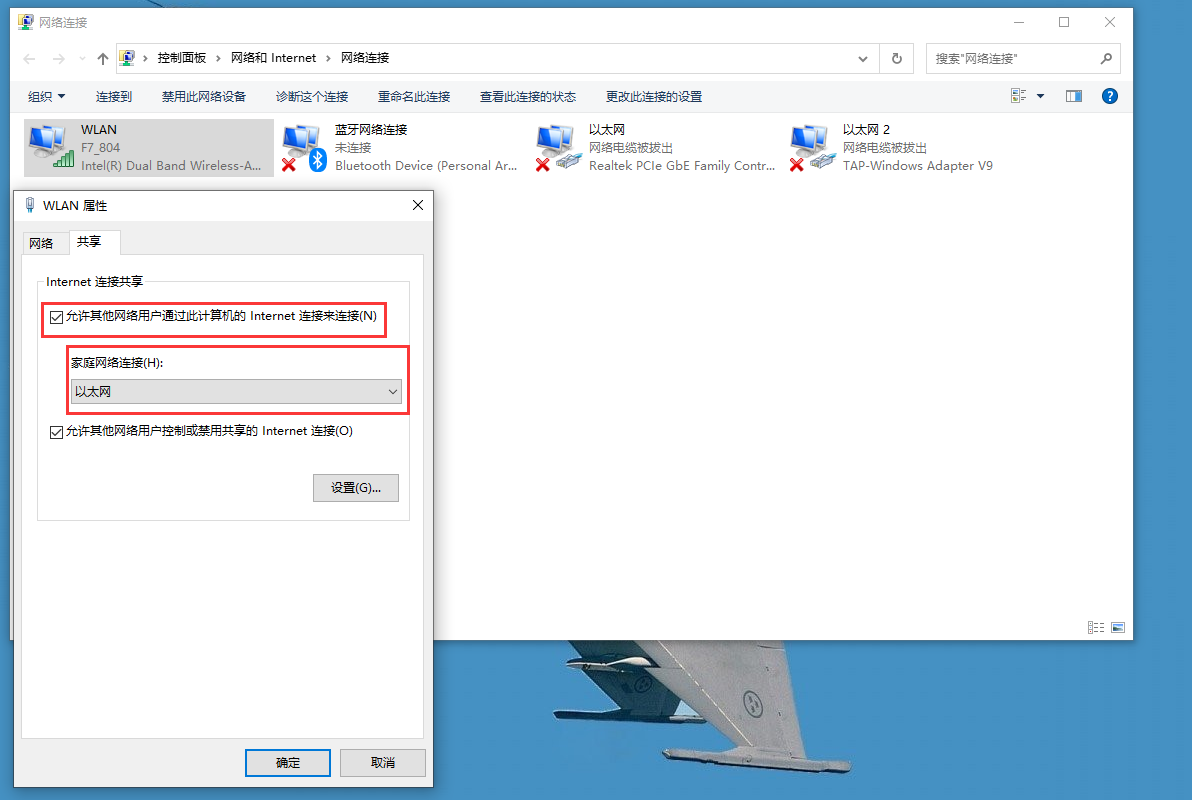 网络连接
控制面板 › 网络和 Internet › 网络连接
搜索"网络连接"
组织 连接到 禁用此网络设备 诊断这个连接 重命名此连接 查看此连接的状态 更改此连接的设置
WLAN
F7_804
Intel(R) Dual Band Wireless-A...
蓝牙网络连接
未连接
Bluetooth Device (Personal Ar...
以太网
网络电缆被拔出
Realtek PCIe GbE Family Contr...
以太网 2
网络电缆被拔出
TAP-Windows Adapter V9
WLAN 属性
网络 共享
Internet 连接共享
允许其他网络用户通过此计算机的 Internet 连接来连接(N)
家庭网络连接(H):
以太网
允许其他网络用户控制或禁用共享的 Internet 连接(O)
设置(G)...
确定 取消